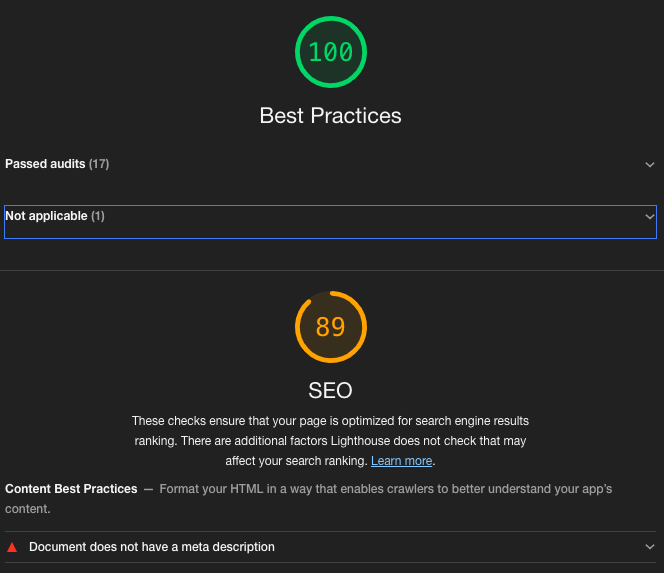 100
Best Practices
Passed audits (17)
Not applicable (1)
89
SEO
These checks ensure that your page is optimized for search engine results
ranking. There are additional factors Lighthouse does not check that may
affect your search ranking. Learn more.
Content Best Practices — Format your HTML in a way that enables crawlers to better understand your app’s
content.
Document does not have a meta description